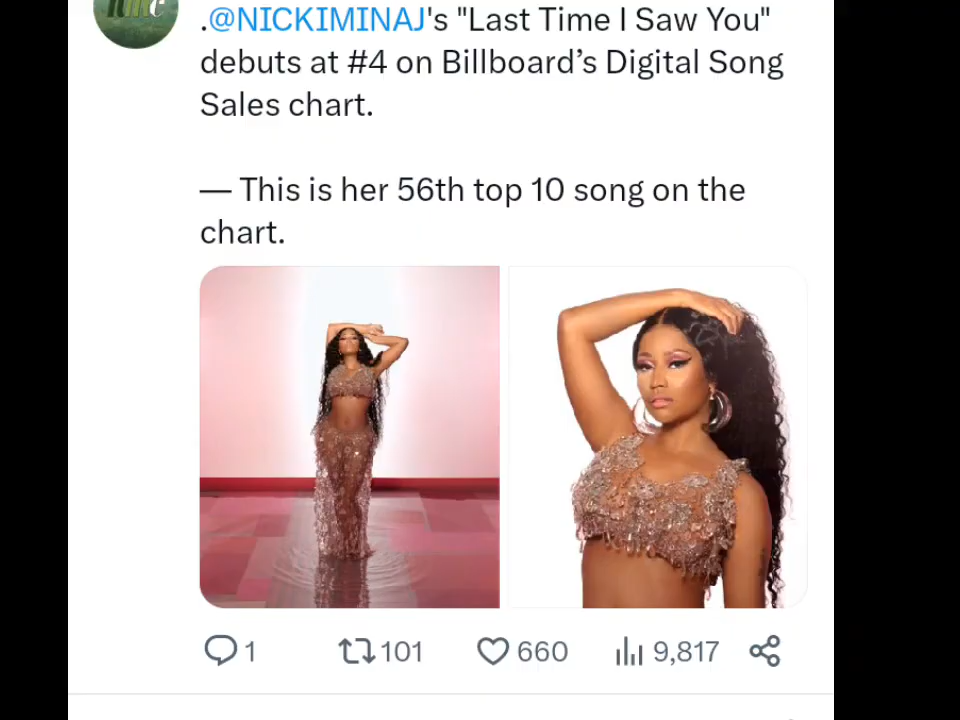 .@NICKIMINAJ's "Last Time I Saw You"
debuts at #4 on Billboard’s Digital Song
Sales chart.
— This is her 56th top 10 song on the
chart.
1 101 660 9,817